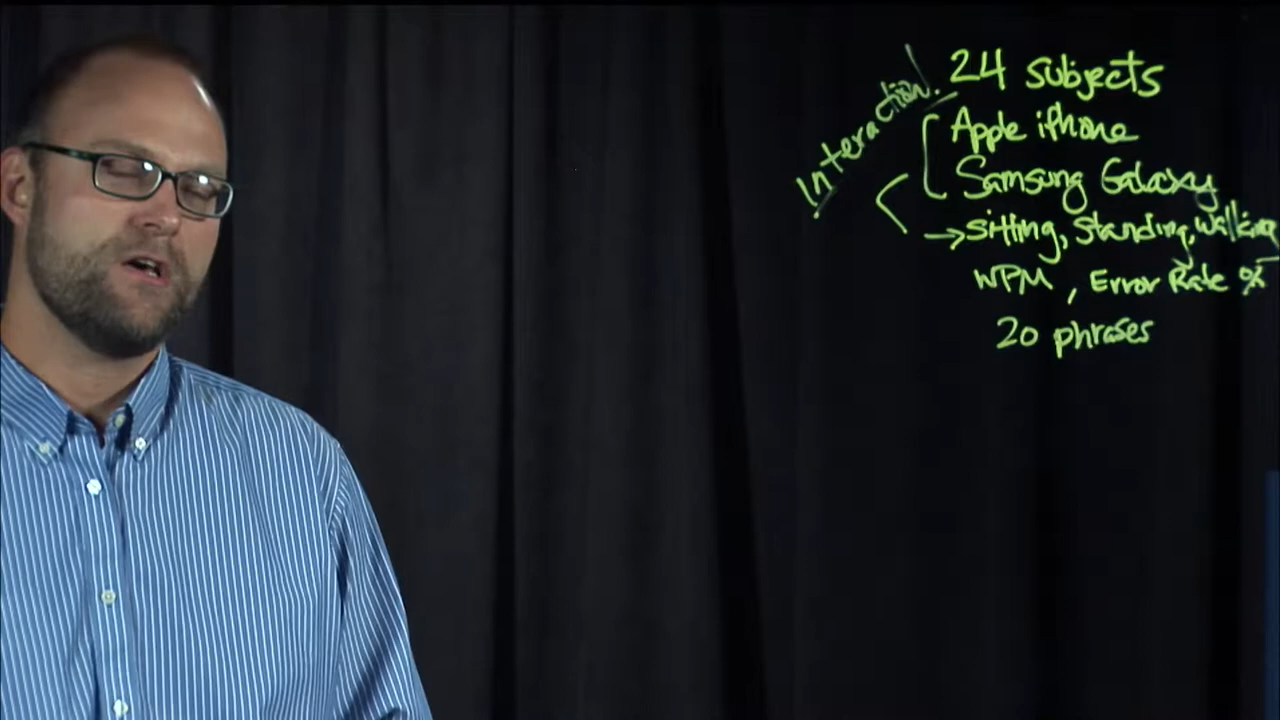 Interaction!
24 subjects
Apple iphone
Samsung Galaxy
→ sitting, standing, walking
WPM, Error Rate %
20 phrases